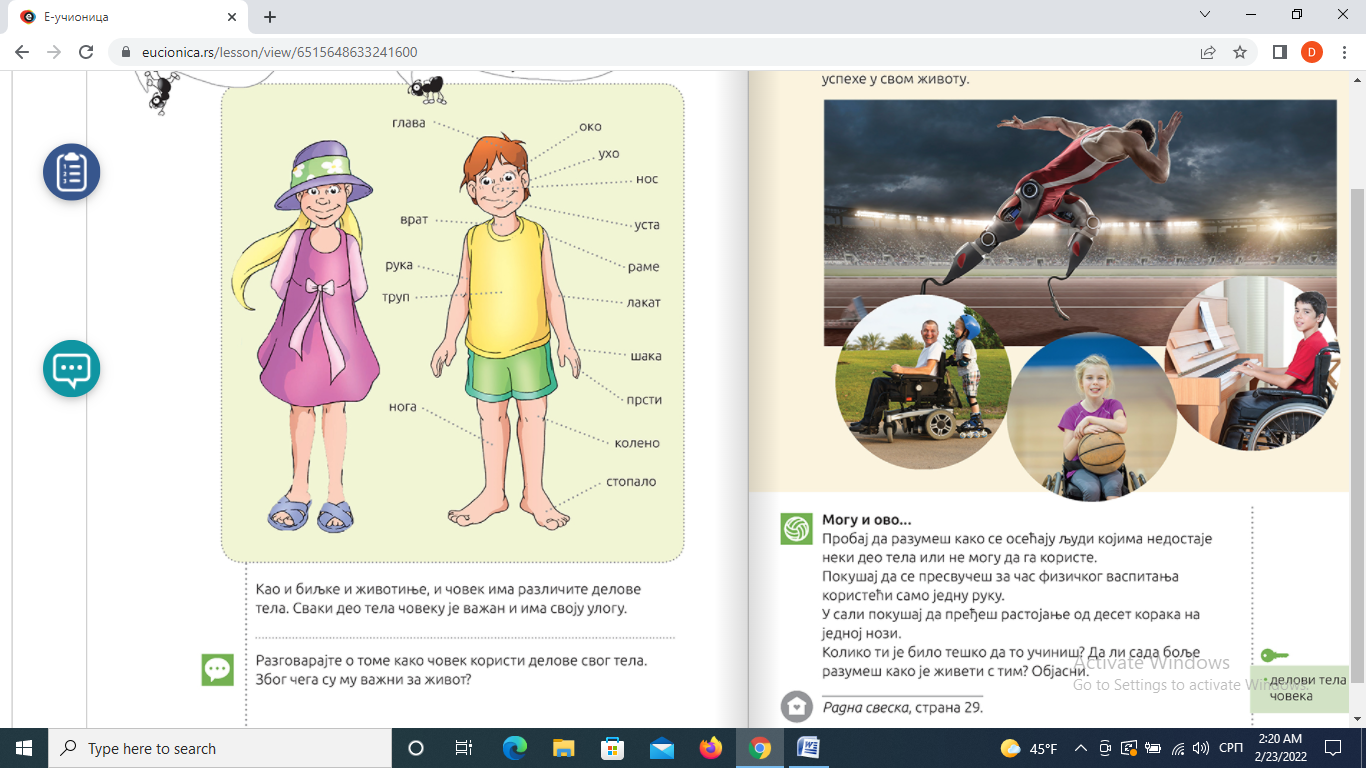 Е-учионица
eucionica.rs/lesson/view/6515648633241600
D
глава
око
ухо
нос
врат
уста
рука
раме
труп
лакат
шака
нога
прсти
колено
стопало
Као и биљке и животиње, и човек има различите делове
тела. Сваки део тела човеку је важан и има своју улогу.
Разговарајте о томе како човек користи делове свог тела.
Због чега су му важни за живот?
успехе у свом животу.
Могу и ово...
Пробај да разумеш како се осећају људи којима недостаје
неки део тела или не могу да га користе.
Покушај да се пресвучеш за час физичког васпитања
користећи само једну руку.
У сали покушај да пређеш растојање од десет корака на
једној нози.
Колико ти је било тешко да то учиниш? Да ли сада боље
разумеш како је живети с тим? Објасни.
делови тела
човека
Радна свеска, страна 29.
Activate Windows
Go to Settings to activate Windows.
Type here to search
45°F
СРП
2:20 AM
2/23/2022